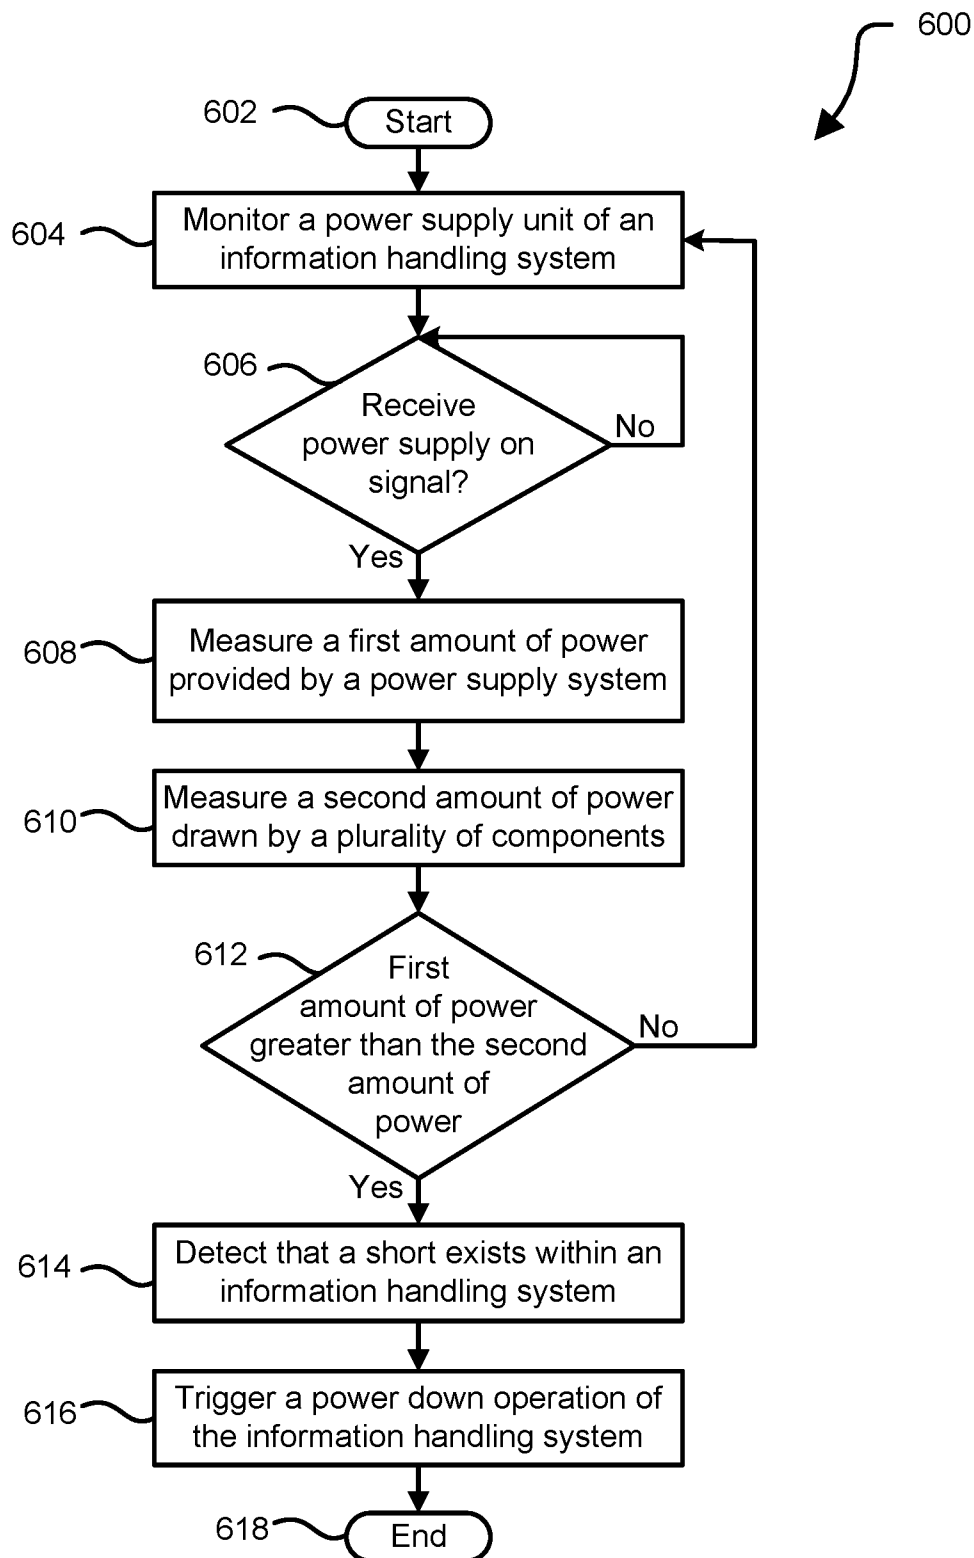 600
602
Start
604
Monitor a power supply unit of an
information handling system
606
Receive
power supply on
signal?
No
Yes
608
Measure a first amount of power
provided by a power supply system
610
Measure a second amount of power
drawn by a plurality of components
612
First
amount of power
greater than the second
amount of
power
No
Yes
614
Detect that a short exists within an
information handling system
616
Trigger a power down operation of
the information handling system
618
End